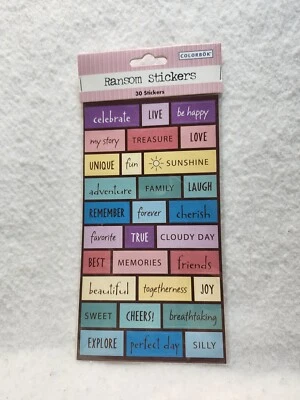 COLORBOK
Ransom Stickers
30 Stickers
celebrate LIVE be happy
my story TREASURE LOVE
UNIQUE fun SUNSHINE
adventure FAMILY LAUGH
REMEMBER forever cherish
favorite TRUE CLOUDY DAY
BEST MEMORIES friends
beautiful togetherness JOY
SWEET CHEERS! breathtaking
EXPLORE perfect day SILLY